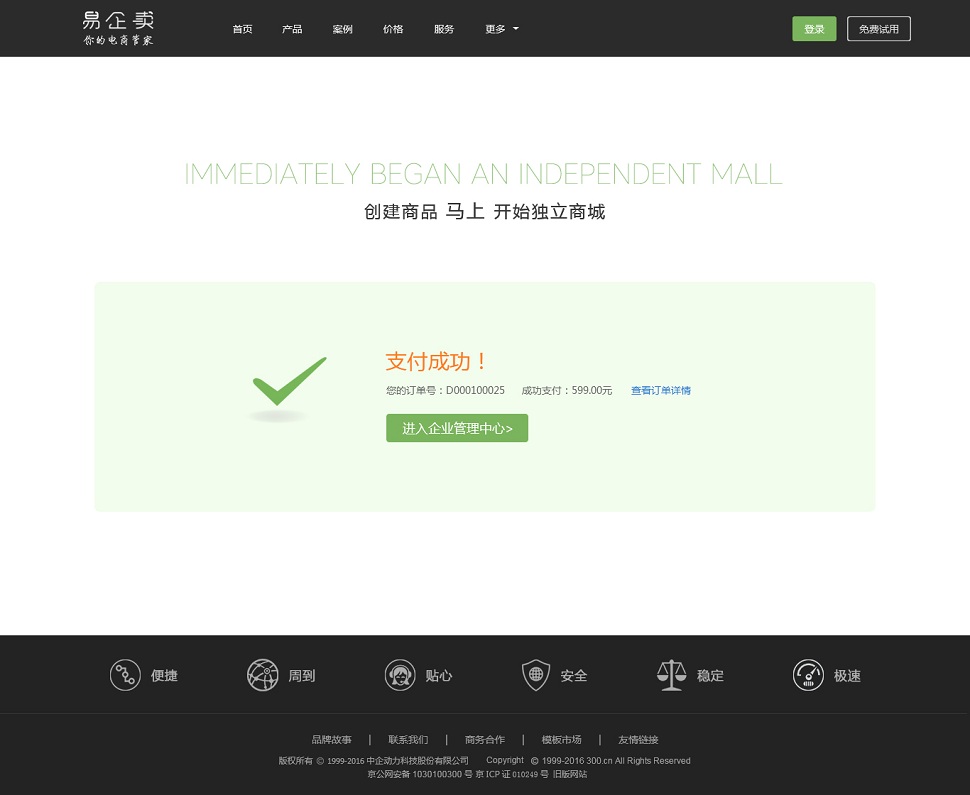 易企卖
你的电商管家
首页 产品 案例 价格 服务 更多 登录 免费试用
IMMEDIATELY BEGAN AN INDEPENDENT MALL
创建商品 马上 开始独立商城
支付成功！
您的订单号：D000100025 成功支付：599.00元 查看订单详情
进入企业管理中心>
便捷 周到 贴心 安全 稳定 极速
品牌故事 | 联系我们 | 商务合作 | 模板市场 | 友情链接
版权所有 © 1999-2016 中企动力科技股份有限公司 Copyright © 1999-2016 300.cn All Rights Reserved
京公网安备 1030100300 号 京 ICP 证 010249 号 旧版网站